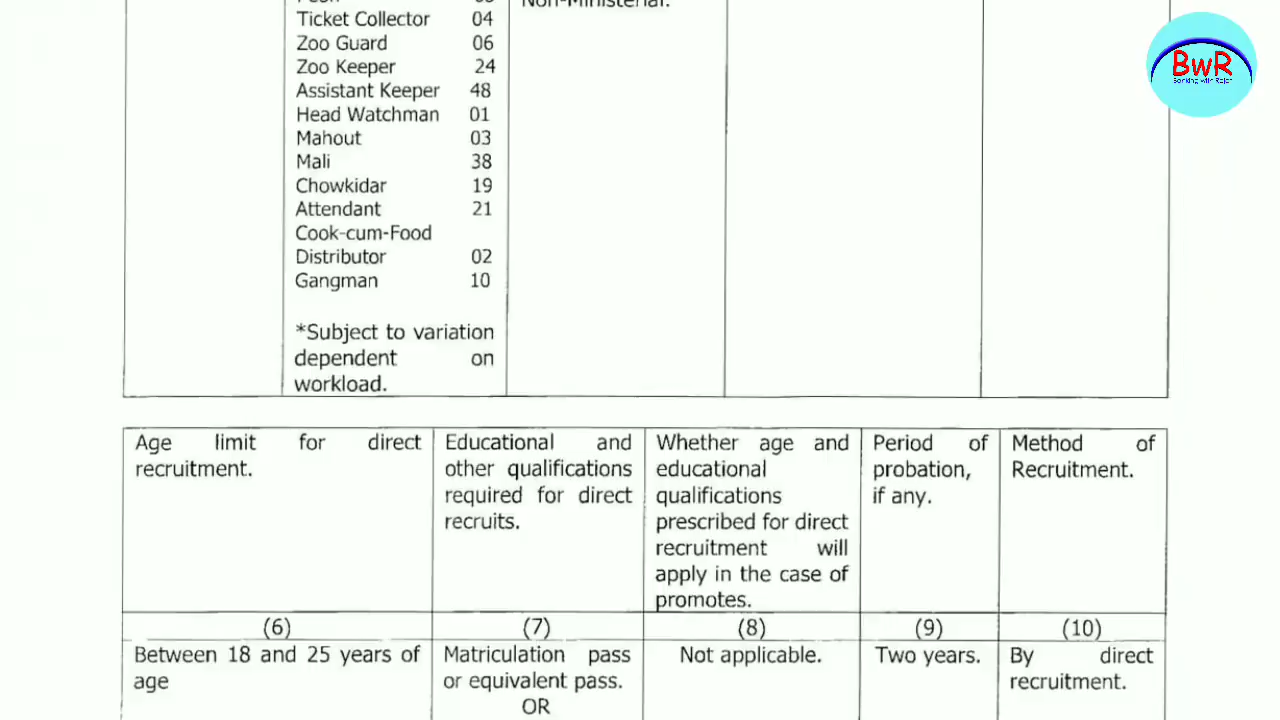 Non-Ministerial.
Ticket Collector 04
Zoo Guard 06
Zoo Keeper 24
Assistant Keeper 48
Head Watchman 01
Mahout 03
Mali 38
Chowkidar 19
Attendant 21
Cook-cum-Food
Distributor 02
Gangman 10
*Subject to variation
dependent on
workload.
BwR
Banking with Rajat
Age limit for direct
recruitment.
Educational and
other qualifications
required for direct
recruits.
Whether age and
educational
qualifications
prescribed for direct
recruitment will
apply in the case of
promotes.
Period of
probation,
if any.
Method of
Recruitment.
(6) (7) (8) (9) (10)
Between 18 and 25 years of
age
Matriculation pass
or equivalent pass.
OR
Not applicable.
Two years.
By direct
recruitment.